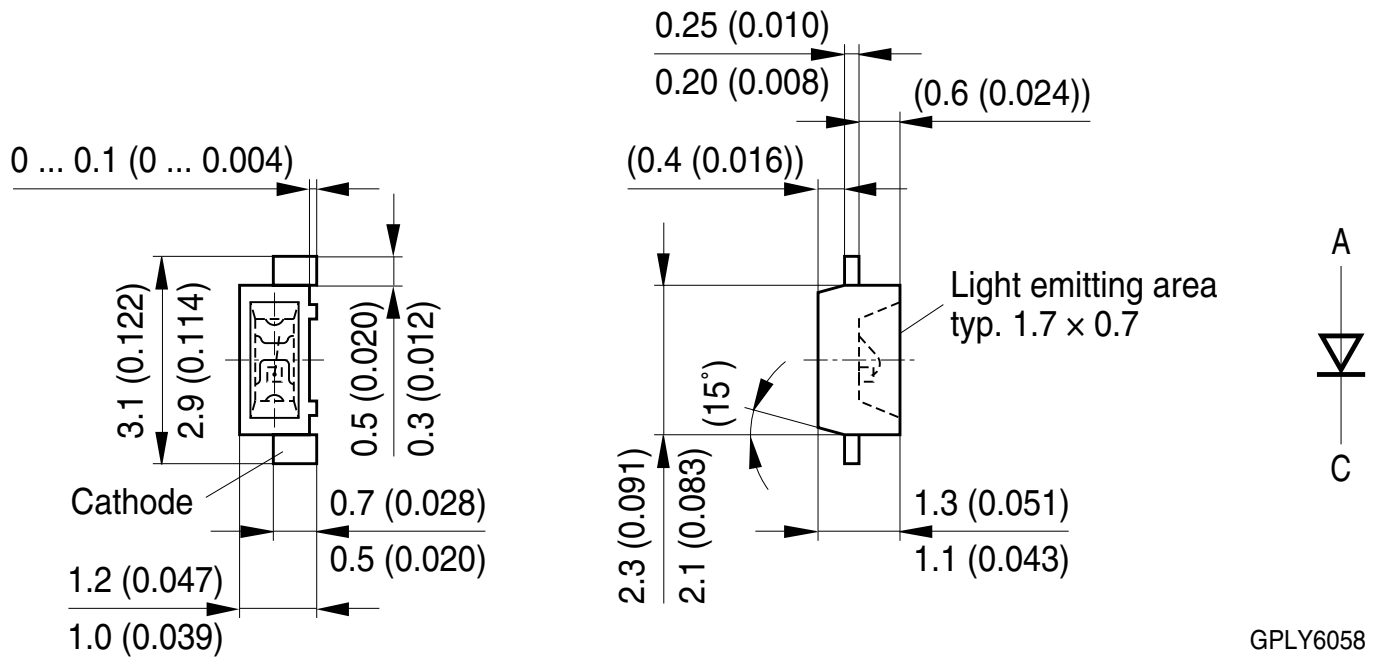 0.25 (0.010)
0.20 (0.008)
(0.6 (0.024))
0 ... 0.1 (0 ... 0.004)
(0.4 (0.016))
3.1 (0.122)
2.9 (0.114)
0.5 (0.020)
0.3 (0.012)
Cathode
0.7 (0.028)
0.5 (0.020)
1.2 (0.047)
1.0 (0.039)
Light emitting area
typ. 1.7 × 0.7
(15°)
2.3 (0.091)
2.1 (0.083)
1.3 (0.051)
1.1 (0.043)
A
C
GPLY6058